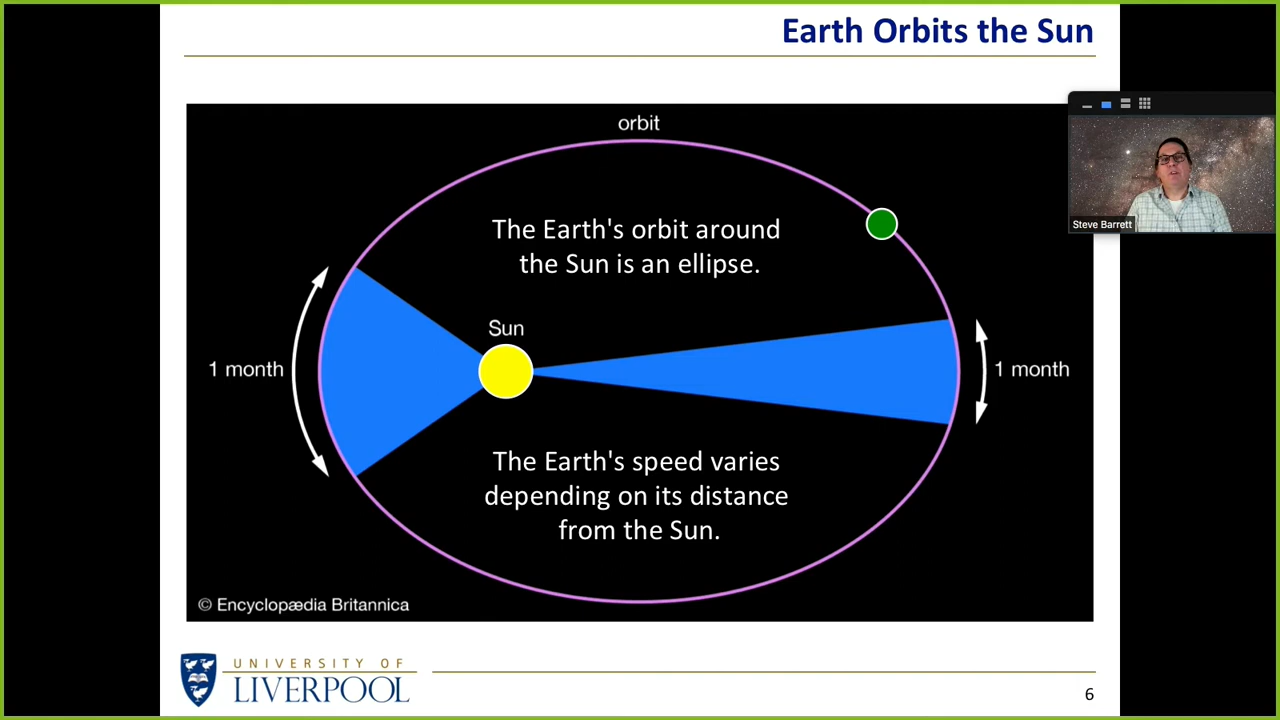 Earth Orbits the Sun
orbit
The Earth's orbit around
the Sun is an ellipse.
Steve Barrett
Sun
1 month
1 month
The Earth's speed varies
depending on its distance
from the Sun.
© Encyclopædia Britannica
UNIVERSITY OF
LIVERPOOL
6